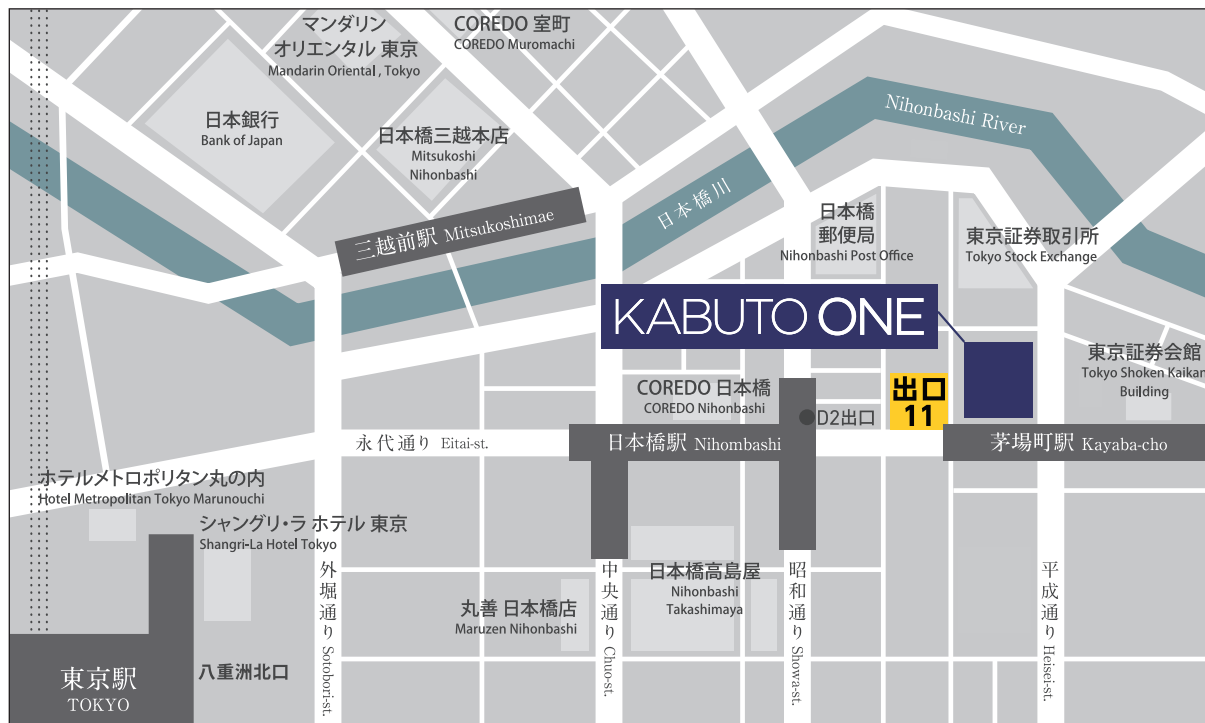 マンダリン
オリエンタル 東京
Mandarin Oriental , Tokyo
COREDO 室町
COREDO Muromachi
日本銀行
Bank of Japan
日本橋三越本店
Mitsukoshi
Nihonbashi
Nihonbashi River
日本橋川
三越前駅 Mitsukoshimae
日本橋
郵便局
Nihonbashi Post Office
東京証券取引所
Tokyo Stock Exchange
KABUTO ONE
東京証券会館
Tokyo Shoken Kaikan
Building
COREDO 日本橋
COREDO Nihonbashi
D2出口
出口
11
永代通り Eitai-st.
日本橋駅 Nihombashi
茅場町駅 Kayaba-cho
ホテルメトロポリタン丸の内
Hotel Metropolitan Tokyo Marunouchi
シャングリ・ラ ホテル 東京
Shangri-La Hotel Tokyo
外堀通り Sotobori-st.
中央通り Chuo-st.
昭和通り Showa-st.
平成通り Heisei-st.
日本橋高島屋
Nihonbashi
Takashimaya
丸善 日本橋店
Maruzen Nihonbashi
八重洲北口
東京駅
TOKYO